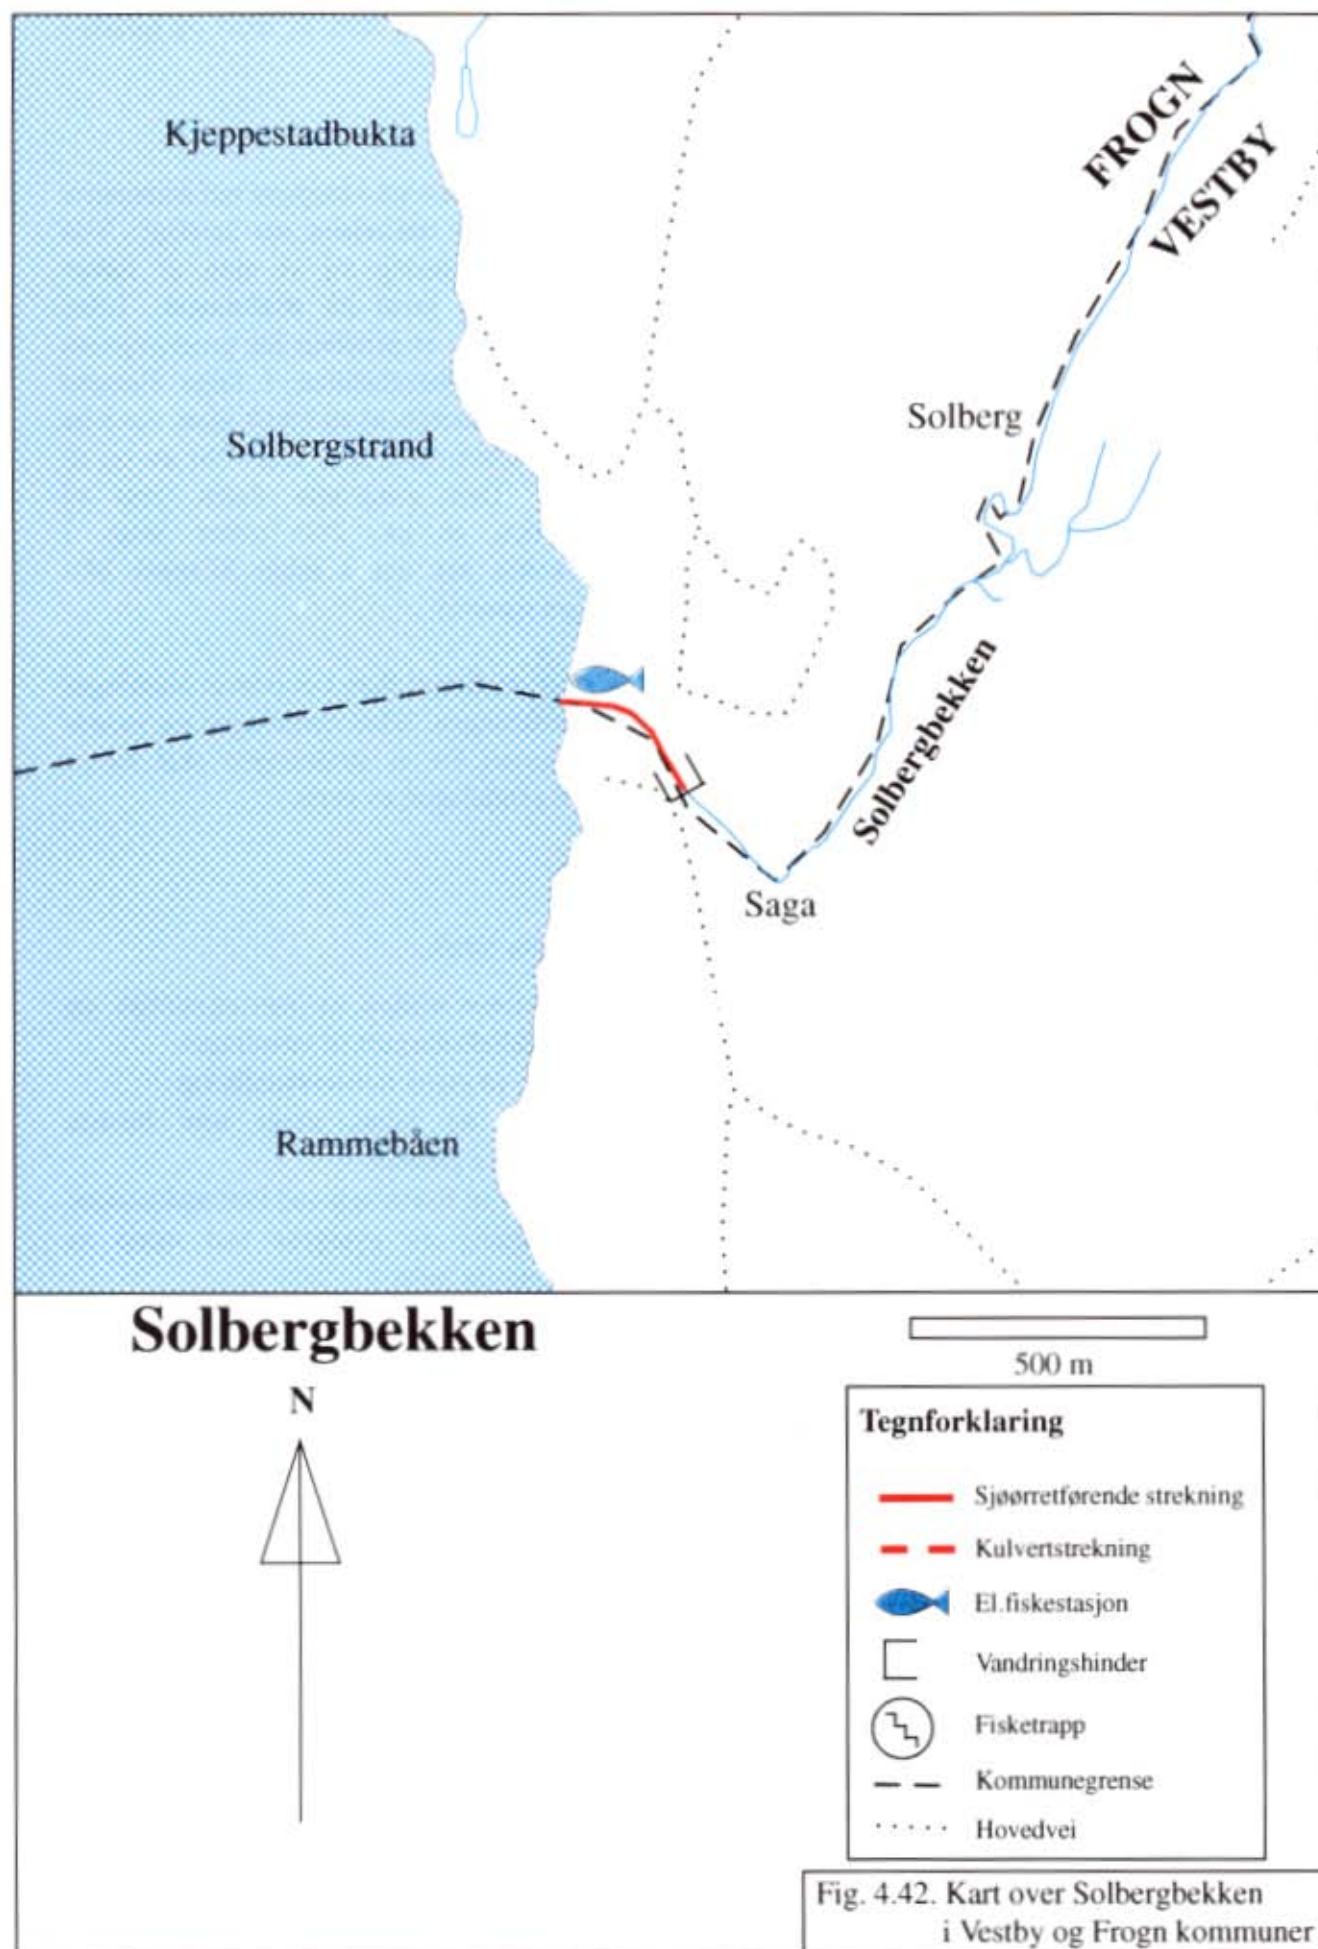 Kjeppestadbukta
FROGN
VESTBY
Solberg
Solbergstrand
Solbergbekken
Saga
Rammebåen
Solbergbekken
N
500 m
Tegnforklaring
Sjøørretførende strekning
Kulvertstrekning
El.fiskestasjon
Vandringshinder
Fisketrapp
Kommunegrense
Hovedvei
Fig. 4.42. Kart over Solbergbekken
i Vestby og Frogn kommuner